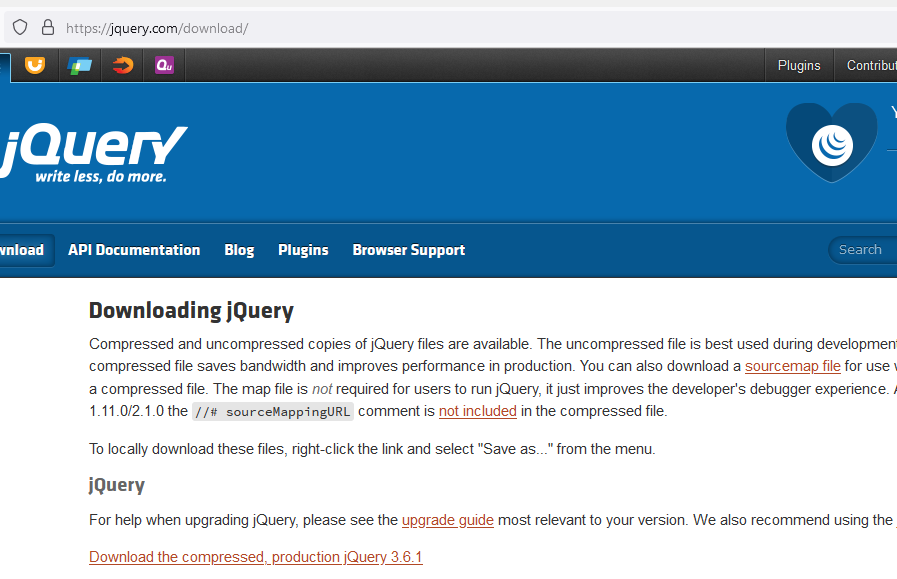 https://jquery.com/download/
Qu
Plugins Contribut
jQuery
write less, do more.
wnload API Documentation Blog Plugins Browser Support Search
Downloading jQuery
Compressed and uncompressed copies of jQuery files are available. The uncompressed file is best used during development
compressed file saves bandwidth and improves performance in production. You can also download a sourcemap file for use
a compressed file. The map file is not required for users to run jQuery, it just improves the developer's debugger experience. A
1.11.0/2.1.0 the //# sourceMappingURL comment is not included in the compressed file.
To locally download these files, right-click the link and select "Save as..." from the menu.
jQuery
For help when upgrading jQuery, please see the upgrade guide most relevant to your version. We also recommend using the
Download the compressed, production jQuery 3.6.1